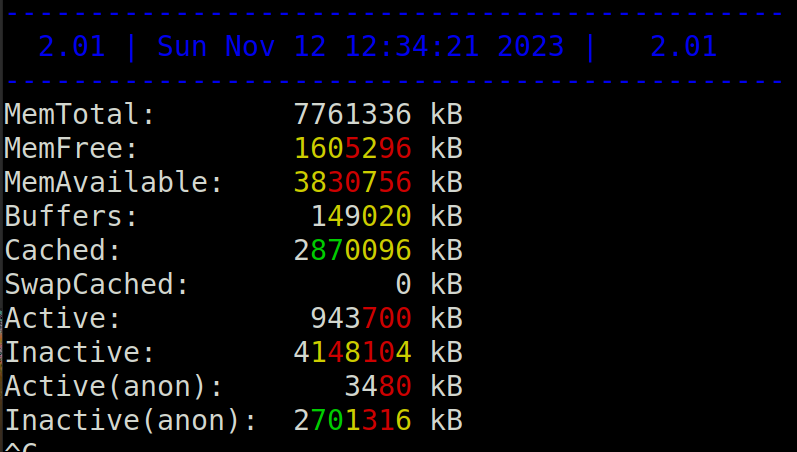 ----------------------------------------------
2.01 | Sun Nov 12 12:34:21 2023 | 2.01
----------------------------------------------
MemTotal: 7761336 kB
MemFree: 1605296 kB
MemAvailable: 3830756 kB
Buffers: 149020 kB
Cached: 2870096 kB
SwapCached: 0 kB
Active: 943700 kB
Inactive: 4148104 kB
Active(anon): 3480 kB
Inactive(anon): 2701316 kB
^C